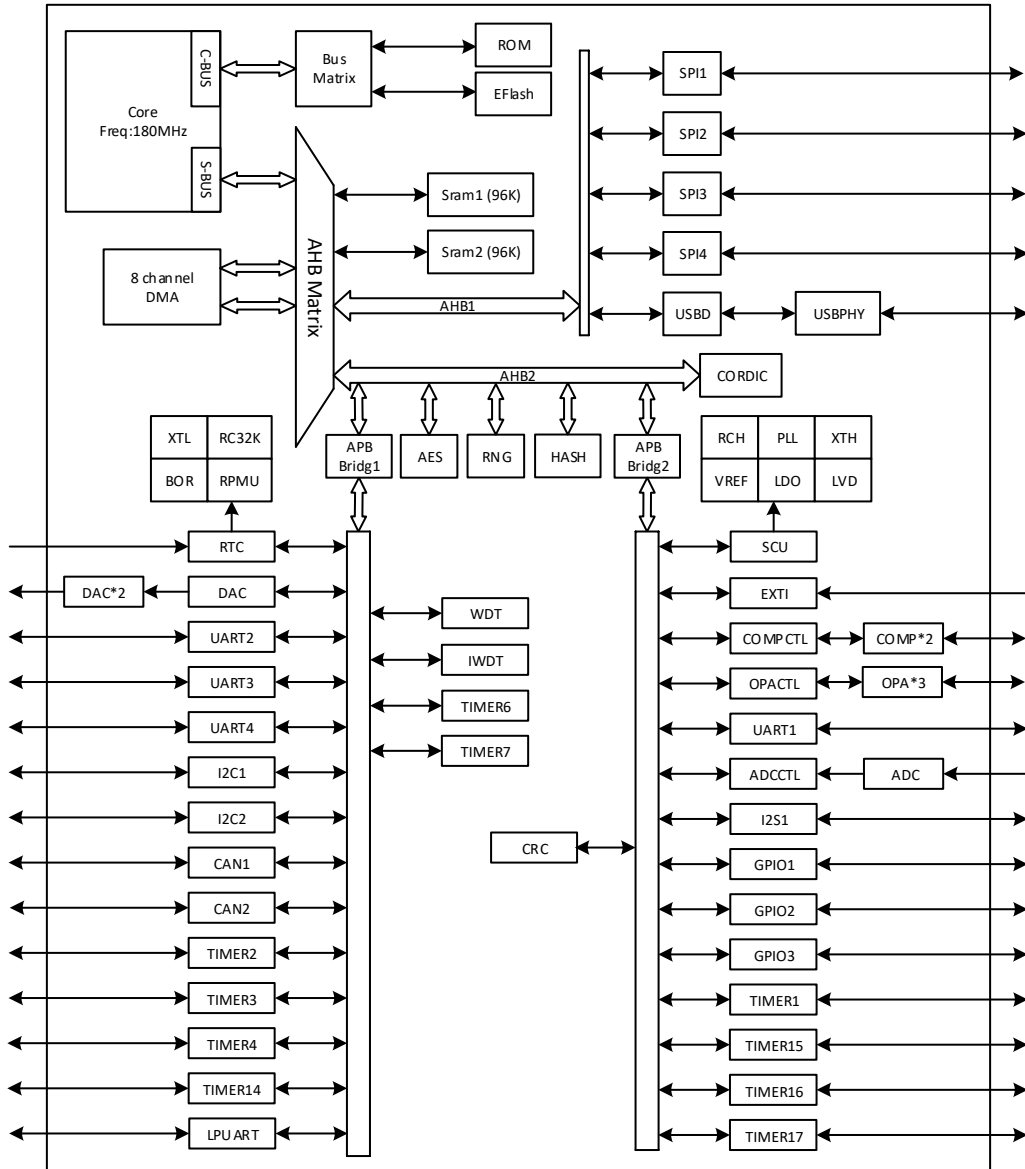 C-BUS
Core
Freq:180MHz
S-BUS
Bus
Matrix
ROM
EFlash
SPI1
SPI2
SPI3
SPI4
USBD
USBPHY
Sram1 (96K)
Sram2 (96K)
8 channel
DMA
AHB Matrix
AHB1
AHB2
CORDIC
APB
Bridg1
AES
RNG
HASH
APB
Bridg2
XTL
RC32K
BOR
RPMU
RCH
PLL
XTH
VREF
LDO
LVD
RTC
DAC*2
DAC
UART2
UART3
UART4
I2C1
I2C2
CAN1
CAN2
TIMER2
TIMER3
TIMER4
TIMER14
LPUART
WDT
IWDT
TIMER6
TIMER7
CRC
SCU
EXTI
COMPCTL
COMP*2
OPACTL
OPA*3
UART1
ADCCTL
ADC
I2S1
GPIO1
GPIO2
GPIO3
TIMER1
TIMER15
TIMER16
TIMER17